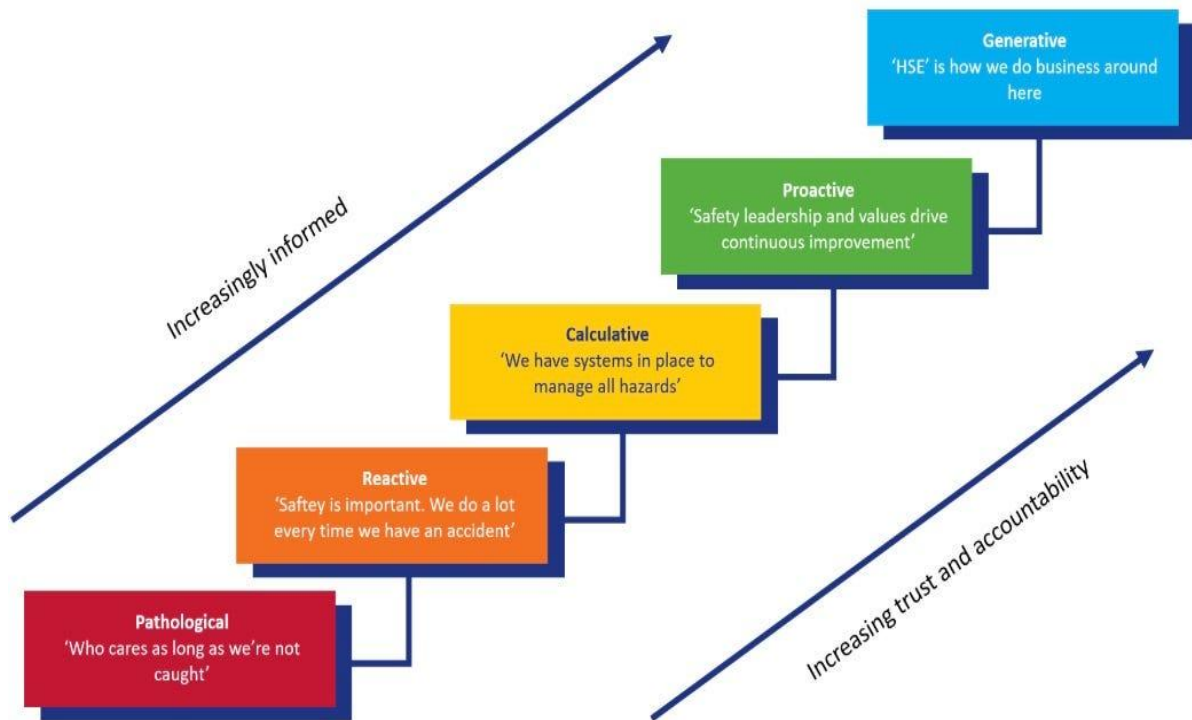 Generative
‘HSE’ is how we do business around
here
Increasingly informed
Proactive
‘Safety leadership and values drive
continuous improvement’
Calculative
‘We have systems in place to
manage all hazards’
Reactive
‘Saftey is important. We do a lot
every time we have an accident’
Increasing trust and accountability
Pathological
‘Who cares as long as we’re not
caught’